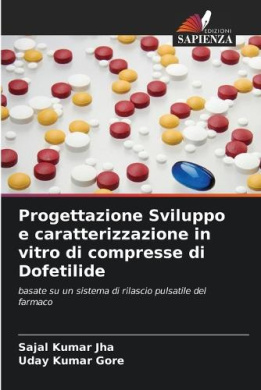 EDIZIONI
SAPIENZA
Progettazione Sviluppo
e caratterizzazione in
vitro di compresse di
Dofetilide
basate su un sistema di rilascio pulsatile del
farmaco
Sajal Kumar Jha
Uday Kumar Gore